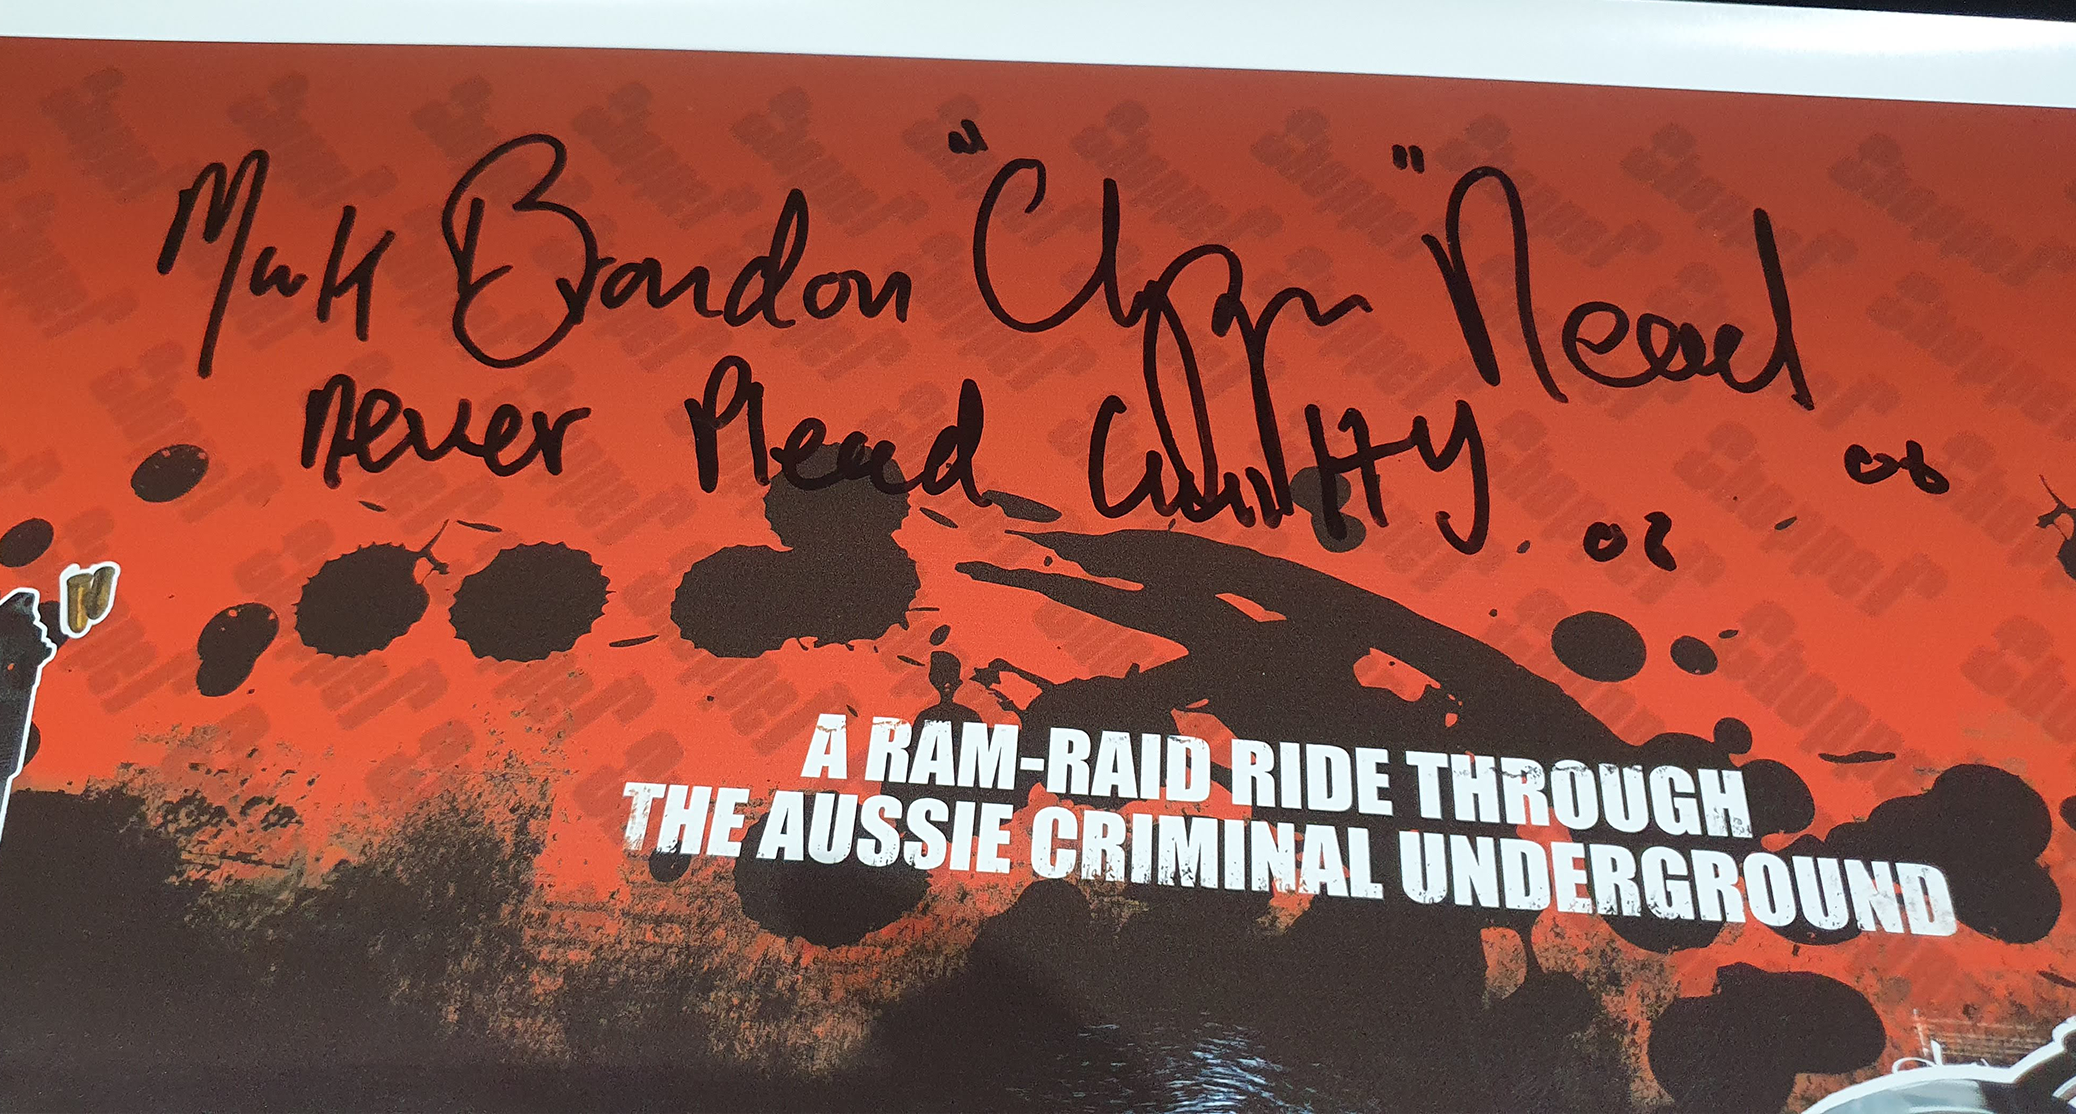 Mark Brandon "Chopper" Read
never Plead Guilty. 08
08
A RAM-RAID RIDE THROUGH
THE AUSSIE CRIMINAL UNDERGROUND